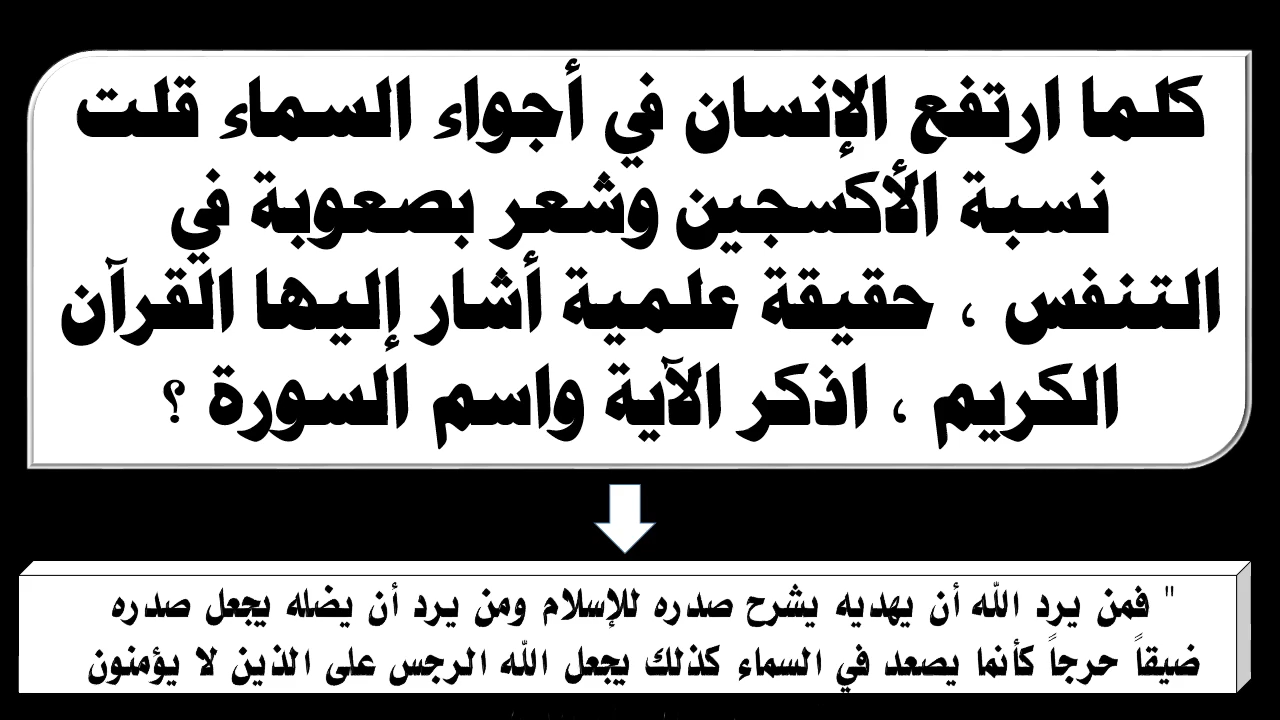 كلما ارتفع الإنسان في أجواء السماء قلت
نسبة الأكسجين وشعر بصعوبة في
التنفس ، حقيقة علمية أشار إليها القرآن
الكريم ، اذكر الآية واسم السورة ؟
" فمن يرد الله أن يهديه يشرح صدره للإسلام ومن يرد أن يضله يجعل صدره
ضيقاً حرجاً كأنما يصعد في السماء كذلك يجعل الله الرجس على الذين لا يؤمنون